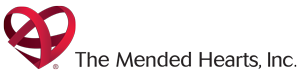 The Mended Hearts, Inc.
®